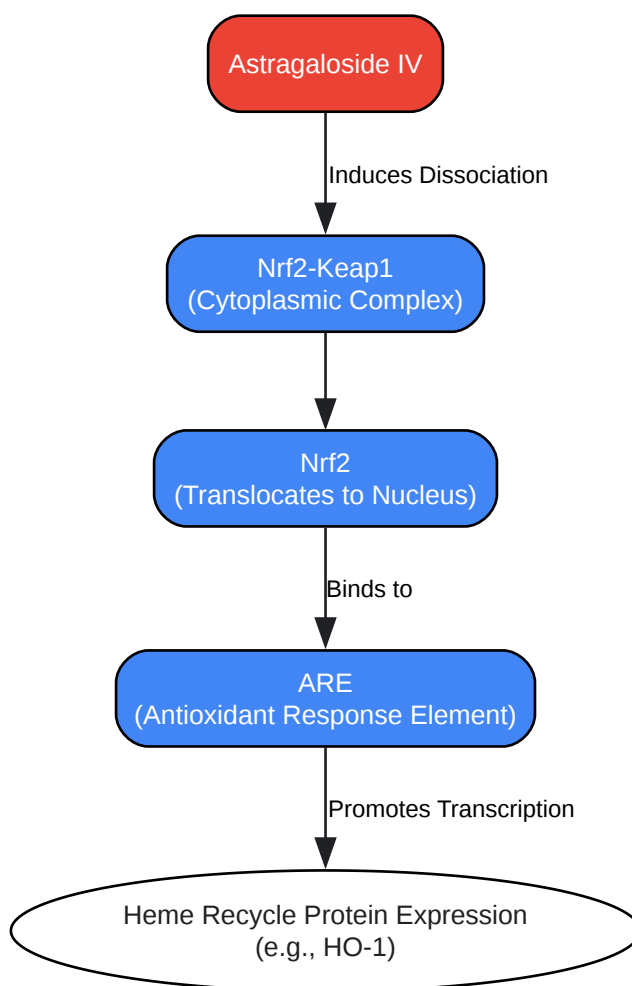 Astragaloside IV
Induces Dissociation
Nrf2-Keap1
(Cytoplasmic Complex)
Nrf2
(Translocates to Nucleus)
Binds to
ARE
(Antioxidant Response Element)
Promotes Transcription
Heme Recycle Protein Expression
(e.g., HO-1)